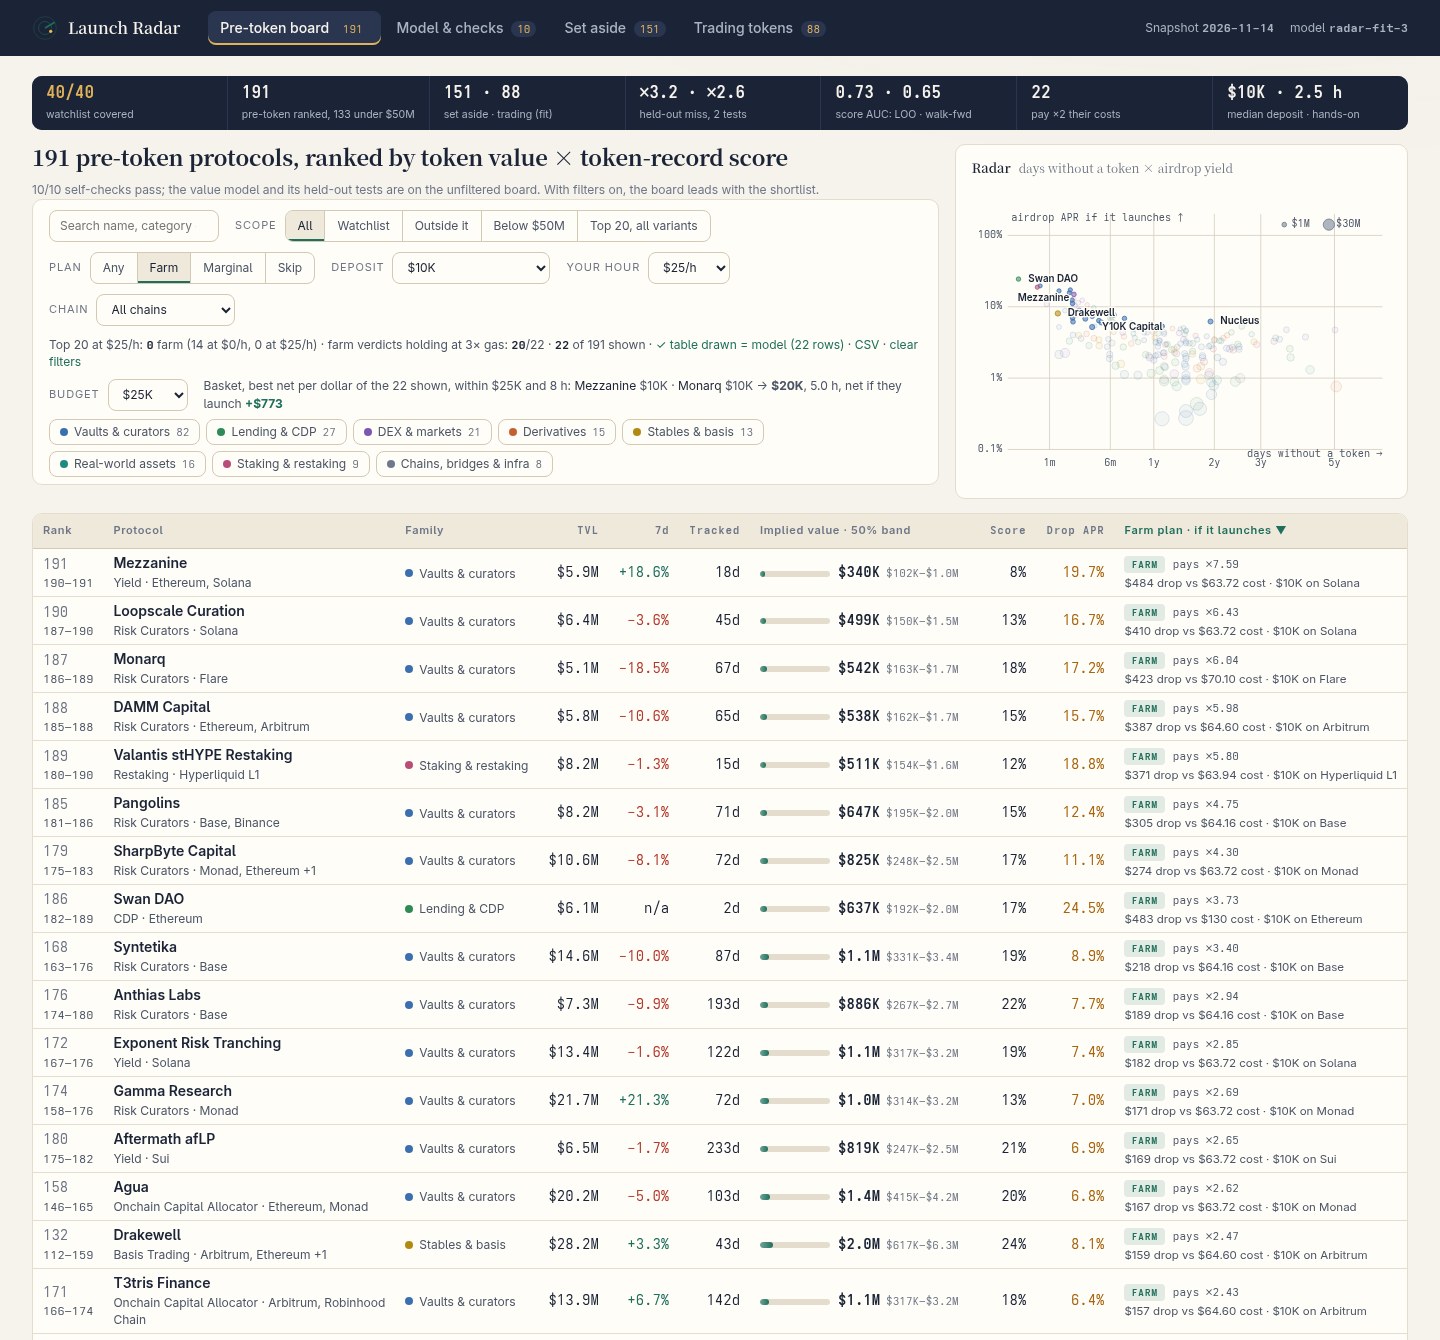 Launch Radar
Pre-token board 191
Model & checks 10
Set aside 151
Trading tokens 88
Snapshot 2026-11-14 model radar-fit-3
40/40
watchlist covered
191
pre-token ranked, 133 under $50M
151 · 88
set aside · trading (fit)
×3.2 · ×2.6
held-out miss, 2 tests
0.73 · 0.65
score AUC: LOO · walk-fwd
22
pay ×2 their costs
$10K · 2.5 h
median deposit · hands-on
191 pre-token protocols, ranked by token value × token-record score
10/10 self-checks pass; the value model and its held-out tests are on the unfiltered board. With filters on, the board leads with the shortlist.
Search name, category
SCOPE All Watchlist Outside it Below $50M Top 20, all variants
PLAN Any Farm Marginal Skip DEPOSIT $10K YOUR HOUR $25/h
CHAIN All chains
Top 20 at $25/h: 0 farm (14 at $0/h, 0 at $25/h) · farm verdicts holding at 3× gas: 20/22 · 22 of 191 shown · ✓ table drawn = model (22 rows) · CSV · clear
filters
BUDGET $25K
Basket, best net per dollar of the 22 shown, within $25K and 8 h: Mezzanine $10K · Monarq $10K → $20K, 5.0 h, net if they
launch +$773
Vaults & curators 82
Lending & CDP 27
DEX & markets 21
Derivatives 15
Stables & basis 13
Real-world assets 16
Staking & restaking 9
Chains, bridges & infra 8
Radar days without a token × airdrop yield
airdrop APR if it launches ↑
$1M $30M
100%
10%
1%
0.1%
Swan DAO
Mezzanine
Drakewell
Y10K Capital
Nucleus
days without a token →
1m 6m 1y 2y 3y 5y
Rank Protocol Family TVL 7d Tracked Implied value · 50% band Score Drop APR Farm plan · if it launches ▼
191 Mezzanine Vaults & curators $5.9M +18.6% 18d $340K $102K–$1.0M 8% 19.7% FARM pays ×7.59
190–191 Yield · Ethereum, Solana $484 drop vs $63.72 cost · $10K on Solana
190 Loopscale Curation Vaults & curators $6.4M −3.6% 45d $499K $150K–$1.5M 13% 16.7% FARM pays ×6.43
187–190 Risk Curators · Solana $410 drop vs $63.72 cost · $10K on Solana
187 Monarq Vaults & curators $5.1M −18.5% 67d $542K $163K–$1.7M 18% 17.2% FARM pays ×6.04
186–189 Risk Curators · Flare $423 drop vs $70.10 cost · $10K on Flare
188 DAMM Capital Vaults & curators $5.8M −10.6% 65d $538K $162K–$1.7M 15% 15.7% FARM pays ×5.98
185–188 Risk Curators · Ethereum, Arbitrum $387 drop vs $64.60 cost · $10K on Arbitrum
189 Valantis stHYPE Restaking Staking & restaking $8.2M −1.3% 15d $511K $154K–$1.6M 12% 18.8% FARM pays ×5.80
180–190 Restaking · Hyperliquid L1 $371 drop vs $63.94 cost · $10K on Hyperliquid L1
185 Pangolins Vaults & curators $8.2M −3.1% 71d $647K $195K–$2.0M 15% 12.4% FARM pays ×4.75
181–186 Risk Curators · Base, Binance $305 drop vs $64.16 cost · $10K on Base
179 SharpByte Capital Vaults & curators $10.6M −8.1% 72d $825K $248K–$2.5M 17% 11.1% FARM pays ×4.30
175–183 Risk Curators · Monad, Ethereum +1 $274 drop vs $63.72 cost · $10K on Monad
186 Swan DAO Lending & CDP $6.1M n/a 2d $637K $192K–$2.0M 17% 24.5% FARM pays ×3.73
182–189 CDP · Ethereum $483 drop vs $130 cost · $10K on Ethereum
168 Syntetika Vaults & curators $14.6M −10.0% 87d $1.1M $331K–$3.4M 19% 8.9% FARM pays ×3.40
163–176 Risk Curators · Base $218 drop vs $64.16 cost · $10K on Base
176 Anthias Labs Vaults & curators $7.3M −9.9% 193d $886K $267K–$2.7M 22% 7.7% FARM pays ×2.94
174–180 Risk Curators · Base $189 drop vs $64.16 cost · $10K on Base
172 Exponent Risk Tranching Vaults & curators $13.4M −1.6% 122d $1.1M $317K–$3.2M 19% 7.4% FARM pays ×2.85
167–176 Yield · Solana $182 drop vs $63.72 cost · $10K on Solana
174 Gamma Research Vaults & curators $21.7M +21.3% 72d $1.0M $314K–$3.2M 13% 7.0% FARM pays ×2.69
158–176 Risk Curators · Monad $171 drop vs $63.72 cost · $10K on Monad
180 Aftermath afLP Vaults & curators $6.5M −1.7% 233d $819K $247K–$2.5M 21% 6.9% FARM pays ×2.65
175–182 Yield · Sui $169 drop vs $63.72 cost · $10K on Sui
158 Agua Vaults & curators $20.2M −5.0% 103d $1.4M $415K–$4.2M 20% 6.8% FARM pays ×2.62
146–165 Onchain Capital Allocator · Ethereum, Monad $167 drop vs $63.72 cost · $10K on Monad
132 Drakewell Stables & basis $28.2M +3.3% 43d $2.0M $617K–$6.3M 24% 8.1% FARM pays ×2.47
112–159 Basis Trading · Arbitrum, Ethereum +1 $159 drop vs $64.60 cost · $10K on Arbitrum
171 T3tris Finance Vaults & curators $13.9M +6.7% 142d $1.1M $317K–$3.2M 18% 6.4% FARM pays ×2.43
166–174 Onchain Capital Allocator · Arbitrum, Robinhood $157 drop vs $64.60 cost · $10K on Arbitrum
Chain